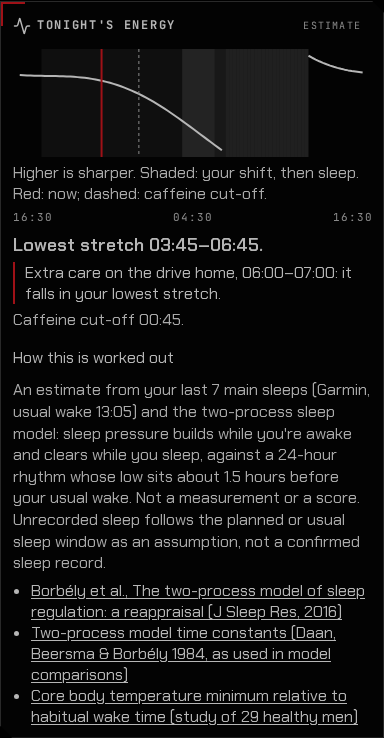 TONIGHT'S ENERGY
ESTIMATE
Higher is sharper. Shaded: your shift, then sleep.
Red: now; dashed: caffeine cut-off.
16:30 04:30 16:30
Lowest stretch 03:45–06:45.
Extra care on the drive home, 06:00–07:00: it
falls in your lowest stretch.
Caffeine cut-off 00:45.
How this is worked out
An estimate from your last 7 main sleeps (Garmin,
usual wake 13:05) and the two-process sleep
model: sleep pressure builds while you're awake
and clears while you sleep, against a 24-hour
rhythm whose low sits about 1.5 hours before
your usual wake. Not a measurement or a score.
Unrecorded sleep follows the planned or usual
sleep window as an assumption, not a confirmed
sleep record.
• Borbély et al., The two-process model of sleep
regulation: a reappraisal (J Sleep Res, 2016)
• Two-process model time constants (Daan,
Beersma & Borbély 1984, as used in model
comparisons)
• Core body temperature minimum relative to
habitual wake time (study of 29 healthy men)